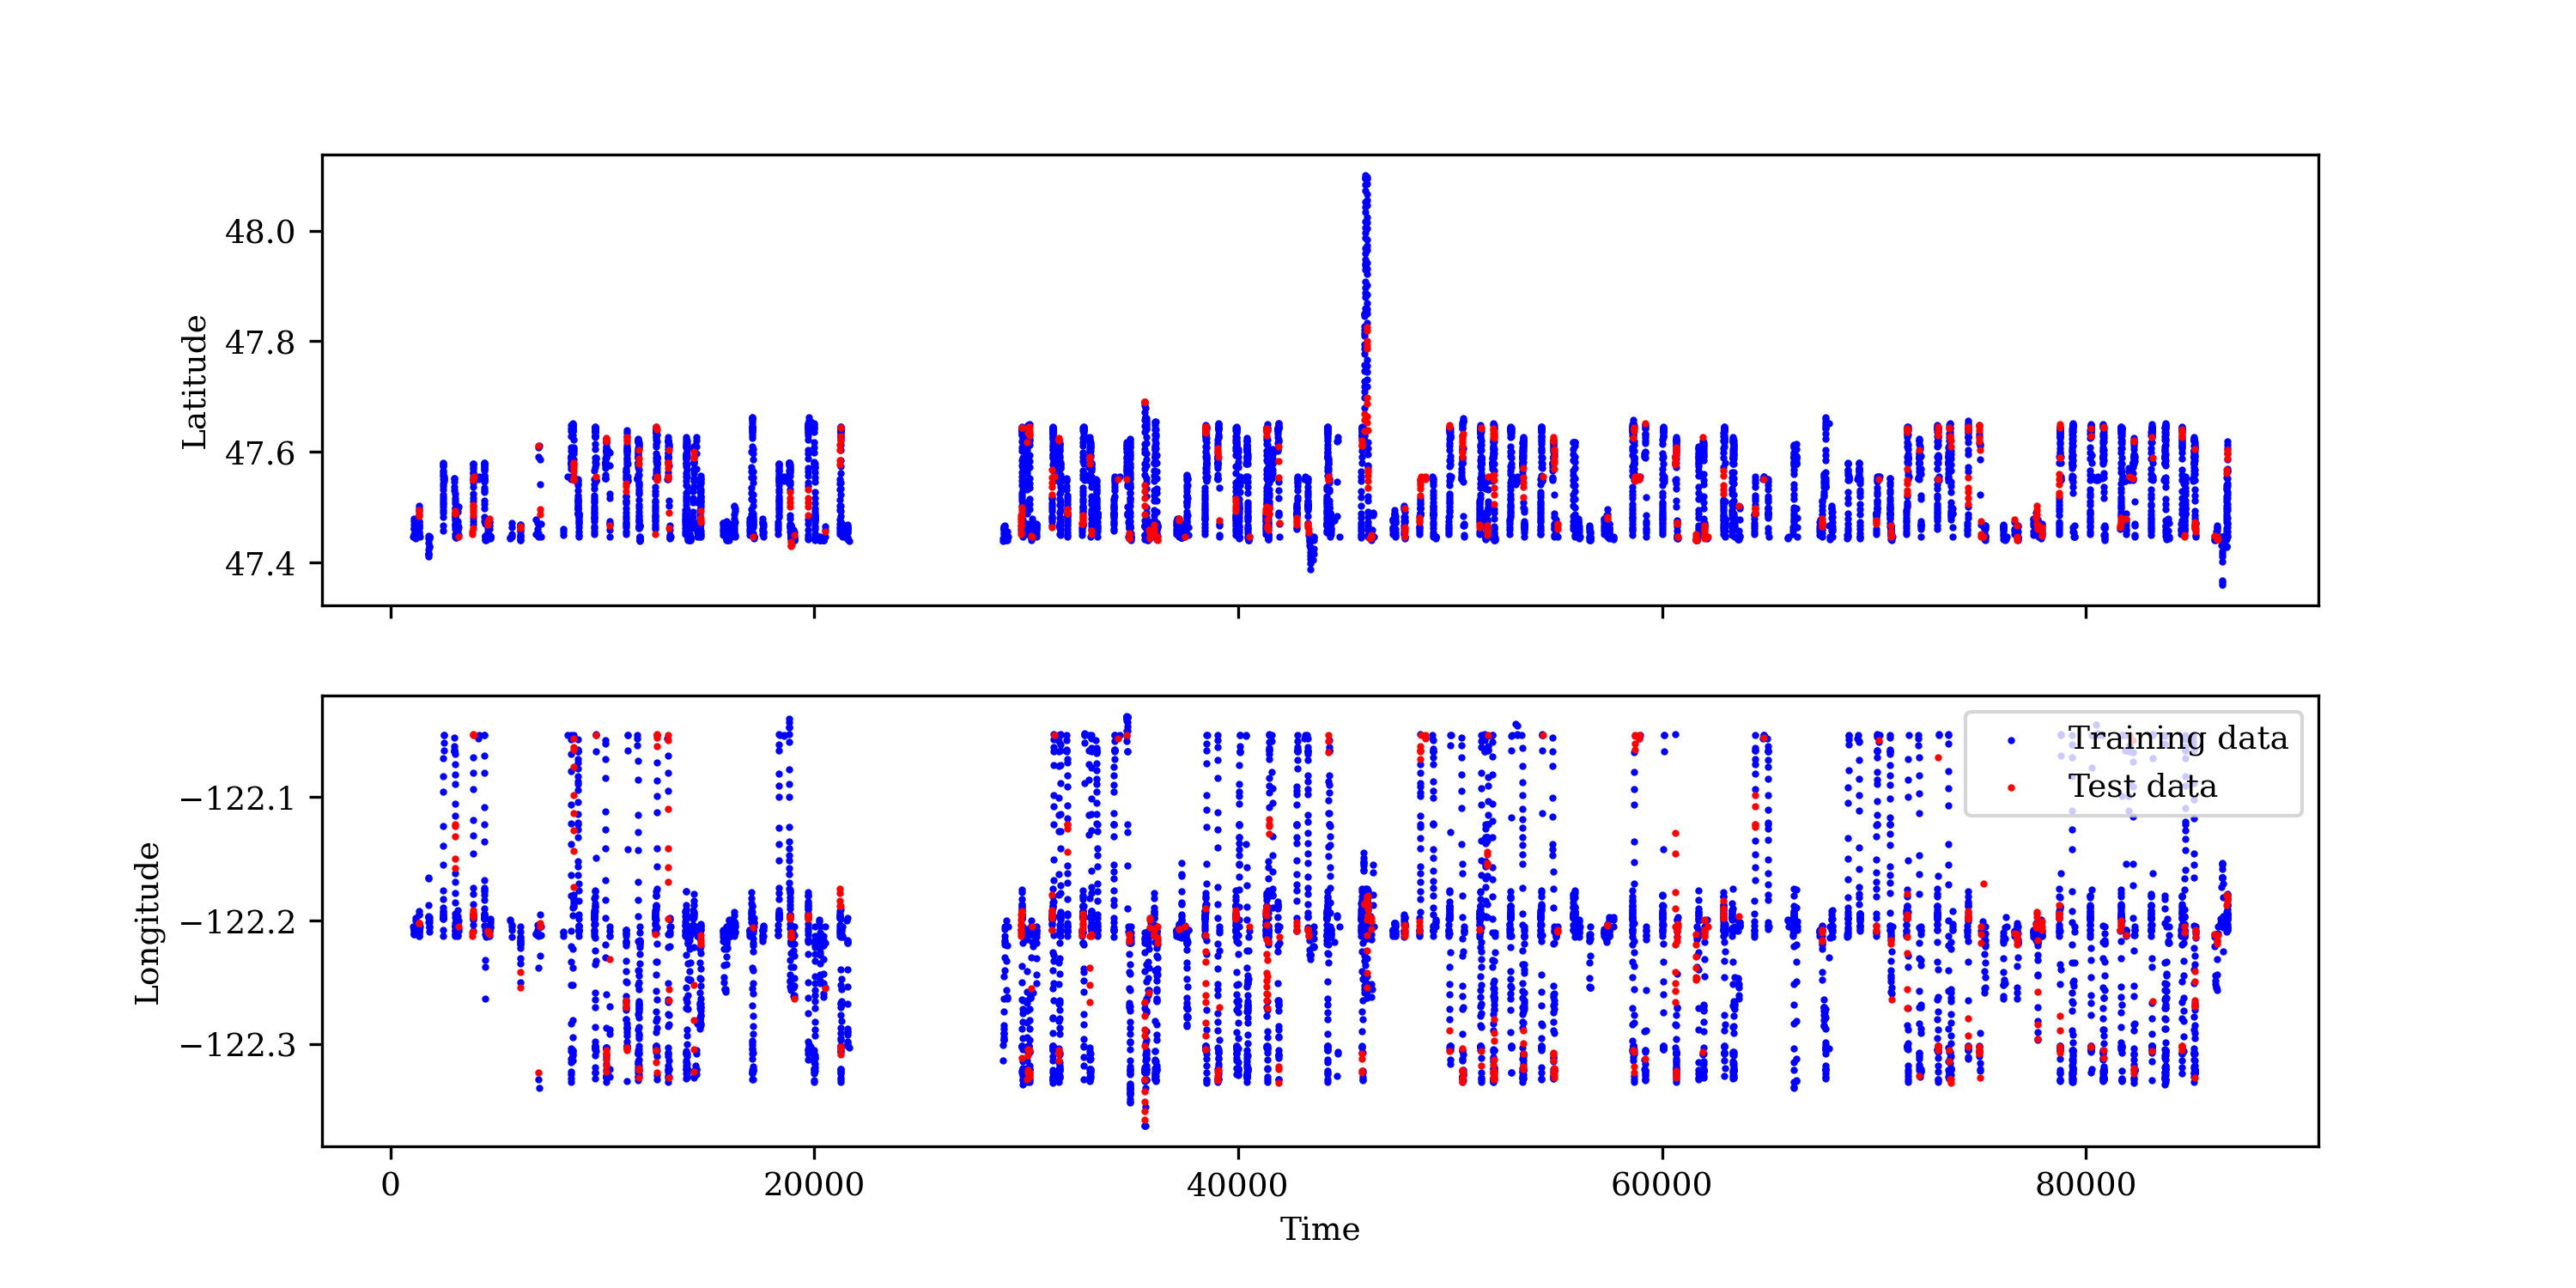 48.0
47.8
47.6
47.4
Latitude
Training data
Test data
−122.1
−122.2
−122.3
Longitude
0 20000 40000 60000 80000
Time